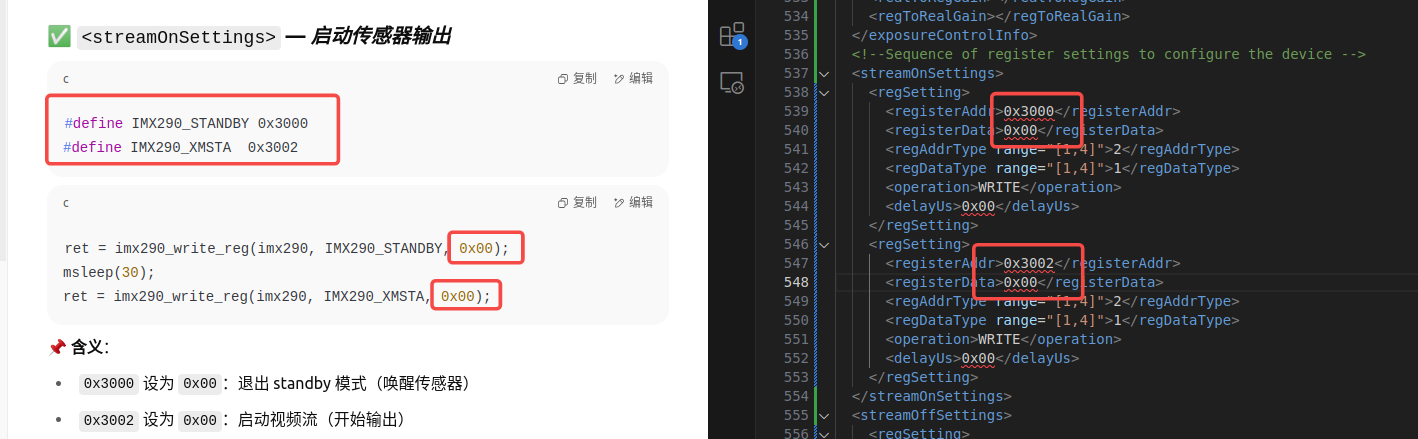 ✅ <streamOnSettings> — 启动传感器输出
c
复制 编辑
#define IMX290_STANDBY 0x3000
#define IMX290_XMSTA  0x3002
c
复制 编辑
ret = imx290_write_reg(imx290, IMX290_STANDBY, 0x00);
msleep(30);
ret = imx290_write_reg(imx290, IMX290_XMSTA, 0x00);
📌 含义:
• 0x3000 设为 0x00: 退出 standby 模式（唤醒传感器）
• 0x3002 设为 0x00: 启动视频流（开始输出）
1
534 <regToRealGain></regToRealGain>
535 </exposureControlInfo>
536 <!--Sequence of register settings to configure the device -->
537 <streamOnSettings>
538 <regSetting>
539 <registerAddr>0x3000</registerAddr>
540 <registerData>0x00</registerData>
541 <regAddrType range="[1,4]">2</regAddrType>
542 <regDataType range="[1,4]">1</regDataType>
543 <operation>WRITE</operation>
544 <delayUs>0x00</delayUs>
545 </regSetting>
546 <regSetting>
547 <registerAddr>0x3002</registerAddr>
548 <registerData>0x00</registerData>
549 <regAddrType range="[1,4]">2</regAddrType>
550 <regDataType range="[1,4]">1</regDataType>
551 <operation>WRITE</operation>
552 <delayUs>0x00</delayUs>
553 </regSetting>
554 </streamOnSettings>
555 <streamOffSettings>
556 <regSetting>